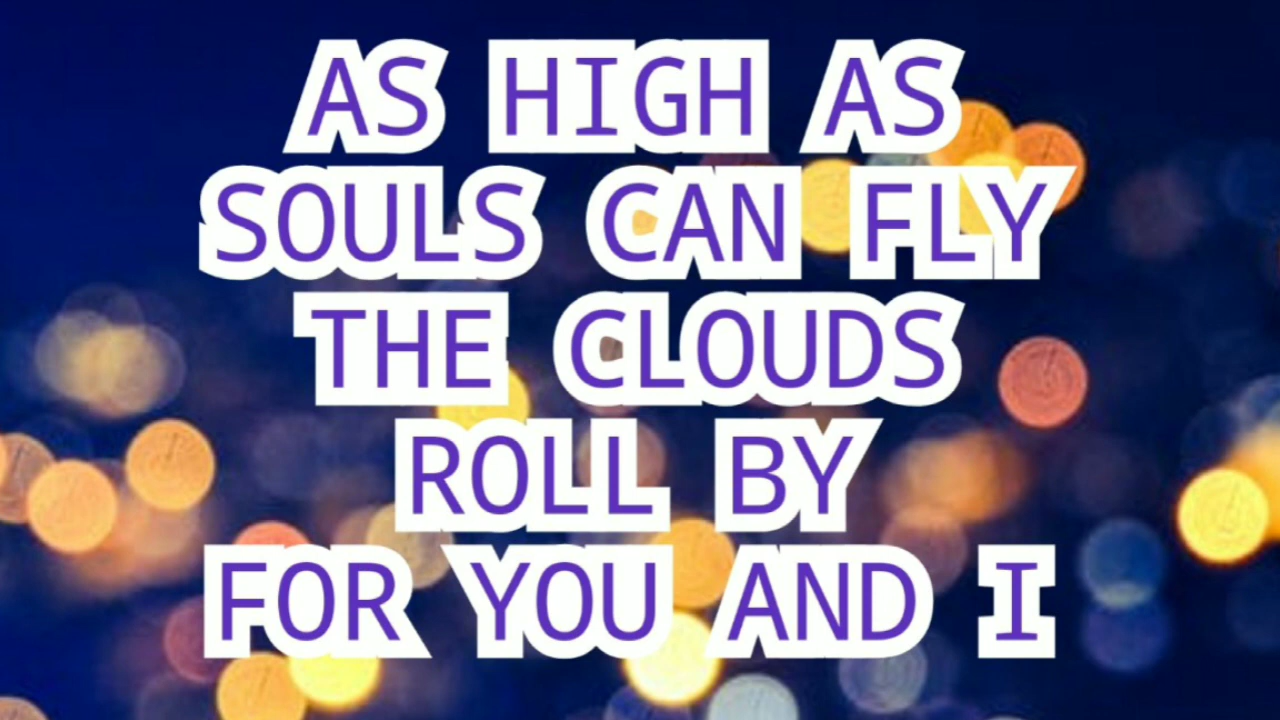 AS HIGH AS
SOULS CAN FLY
THE CLOUDS
ROLL BY
FOR YOU AND I